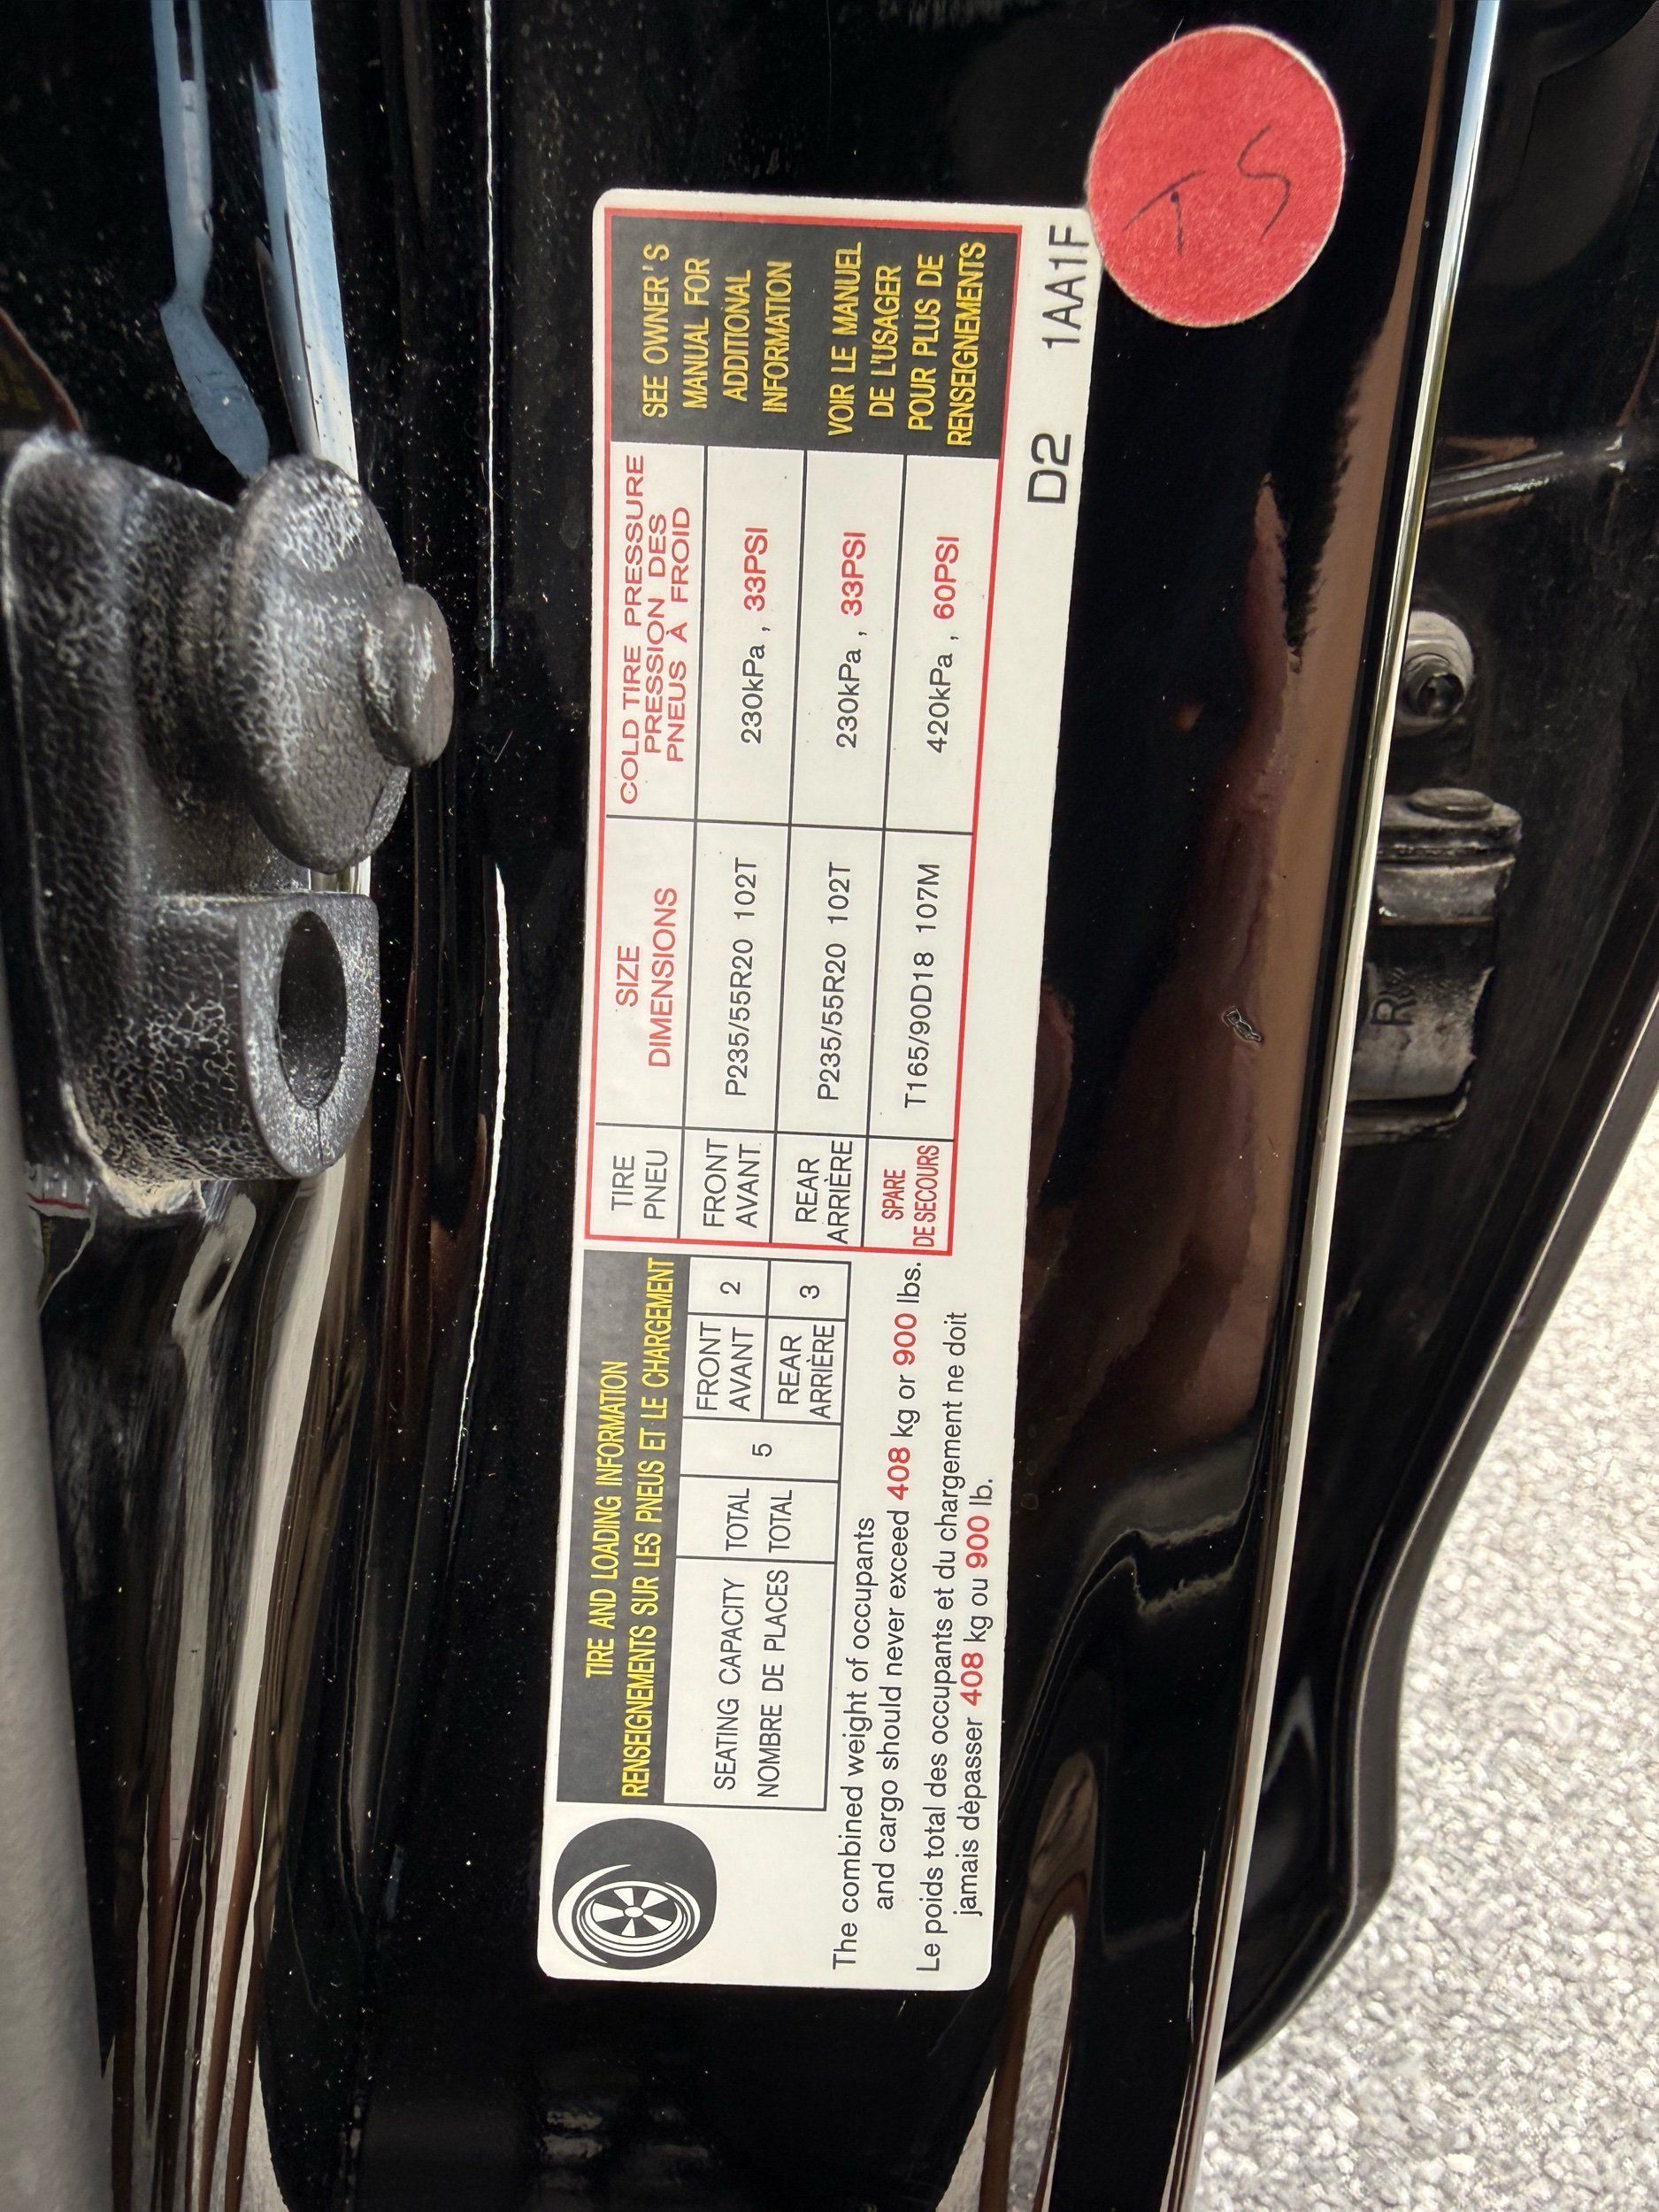 TIRE AND LOADING INFORMATION
RENSEIGNEMENTS SUR LES PNEUS ET LE CHARGEMENT
SEATING CAPACITY
NOMBRE DE PLACES
TOTAL
TOTAL
5
FRONT
AVANT
2
REAR
ARRIÈRE
3
The combined weight of occupants
and cargo should never exceed 408 kg or 900 lbs.
Le poids total des occupants et du chargement ne doit
jamais dèpasser 408 kg ou 900 lb.
TIRE
PNEU
SIZE
DIMENSIONS
COLD TIRE PRESSURE
PRESSION DES
PNEUS À FROID
FRONT
AVANT
P235/55R20 102T
230kPa , 33PSI
REAR
ARRIÈRE
P235/55R20 102T
230kPa , 33PSI
SPARE
DE SECOURS
T165/90D18 107M
420kPa , 60PSI
SEE OWNER'S
MANUAL FOR
ADDITIONAL
INFORMATION
VOIR LE MANUEL
DE L'USAGER
POUR PLUS DE
RENSEIGNEMENTS
D2 1AA1F
TS
R